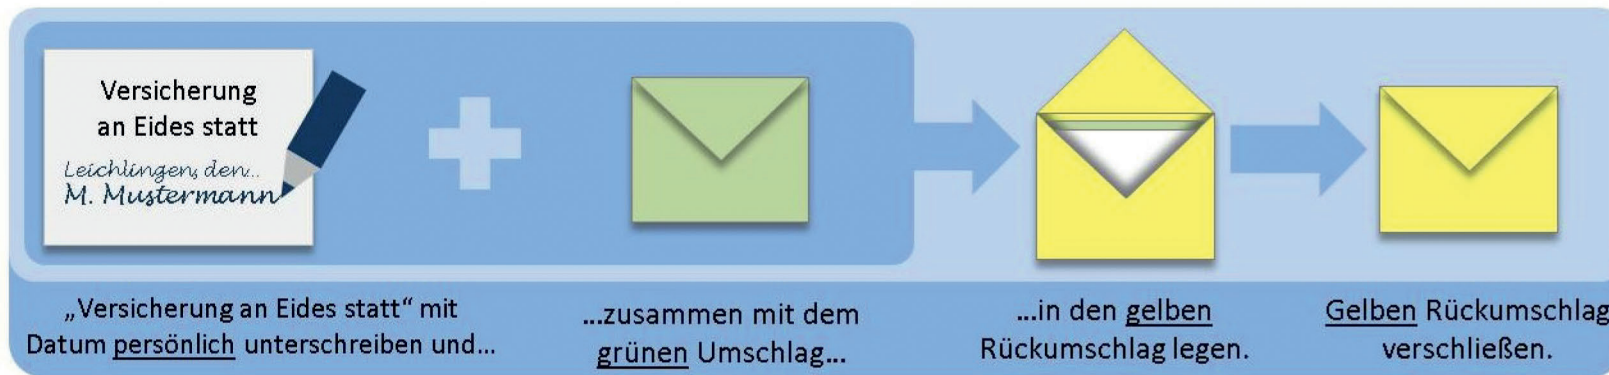 Versicherung
an Eides statt
Leichlingen, den...
M. Mustermann
„Versicherung an Eides statt“ mit
Datum persönlich unterschreiben und...
...zusammen mit dem
grünen Umschlag...
...in den gelben
Rückumschlag legen.
Gelben Rückumschlag
verschließen.